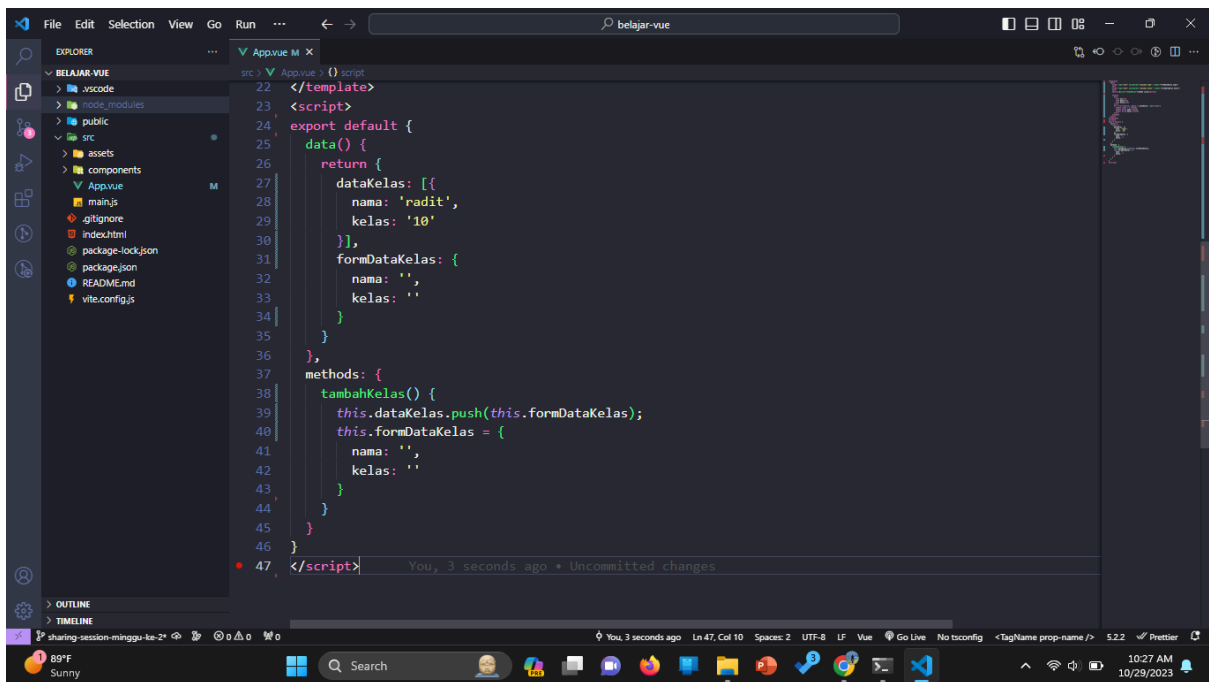 File Edit Selection View Go Run ··· belajar-vue
EXPLORER ···
App.vue M
BELAJAR-VUE
src > App.vue > {} script
.vscode
node_modules
public
src
assets
components
App.vue M
main.js
.gitignore
index.html
package-lock.json
package.json
README.md
vite.config.js
OUTLINE
TIMELINE
22 </template>
23 <script>
24 export default {
25 data() {
26 return {
27 dataKelas: [{
28 nama: 'radit',
29 kelas: '10'
30 }],
31 formDataKelas: {
32 nama: '',
33 kelas: ''
34 }
35 }
36 },
37 methods: {
38 tambahKelas() {
39 this.dataKelas.push(this.formDataKelas);
40 this.formDataKelas = {
41 nama: '',
42 kelas: ''
43 }
44 }
45 }
46 }
47 </script> You, 3 seconds ago • Uncommitted changes
sharing-session-minggu-ke-2* 0 0 0 You, 3 seconds ago Ln 47, Col 10 Spaces: 2 UTF-8 LF Vue Go Live No tsconfig <TagName prop-name /> 5.2.2 Prettier
1 89°F
Sunny
Search
PRE
3
10:27 AM
10/29/2023